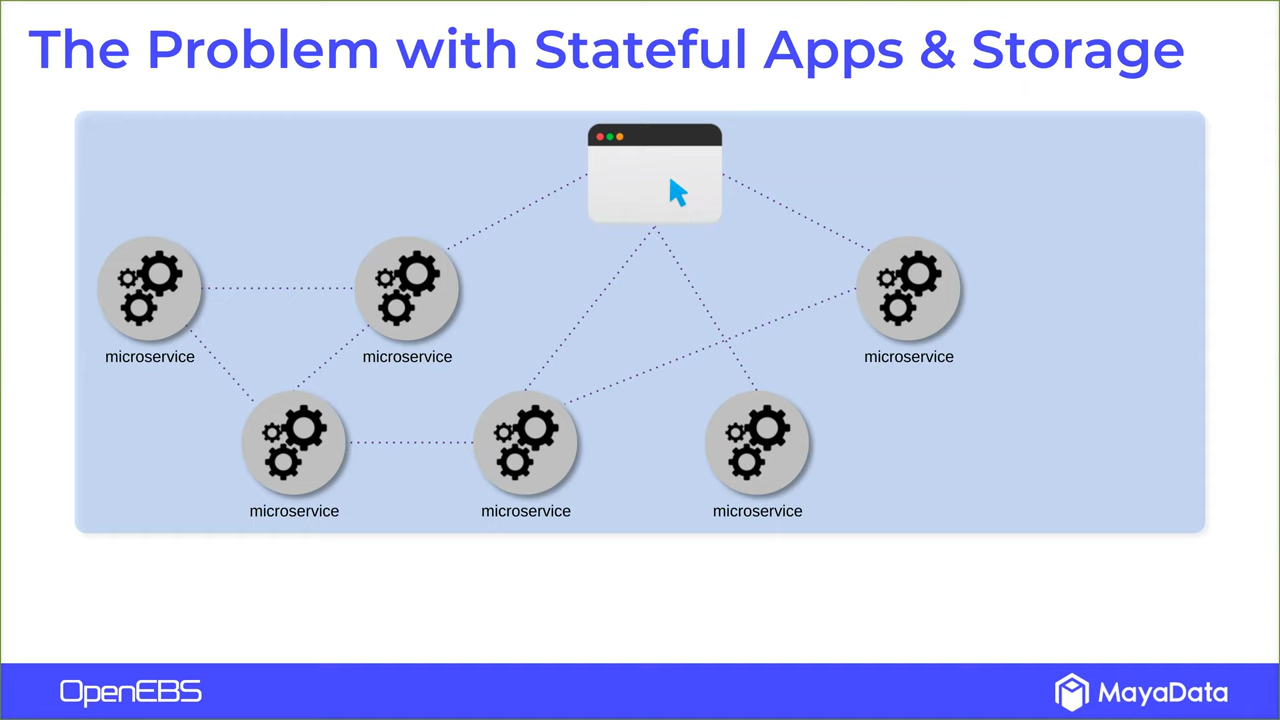 The Problem with Stateful Apps & Storage
microservice
microservice
microservice
microservice
microservice
microservice
OpenEBS
MayaData